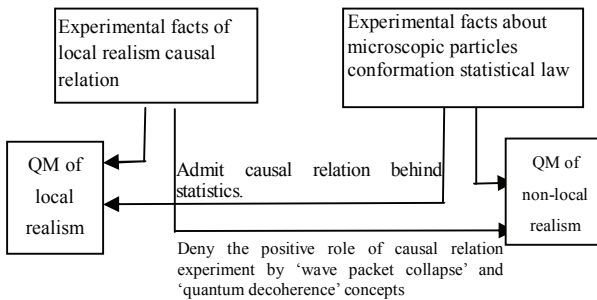 Experimental facts of
local realism causal
relation
Experimental facts about
microscopic particles
conformation statistical law
QM of
local
realism
Admit causal relation behind
statistics.
QM of
non-local
realism
Deny the positive role of causal relation
experiment by ‘wave packet collapse’ and
‘quantum decoherence’ concepts